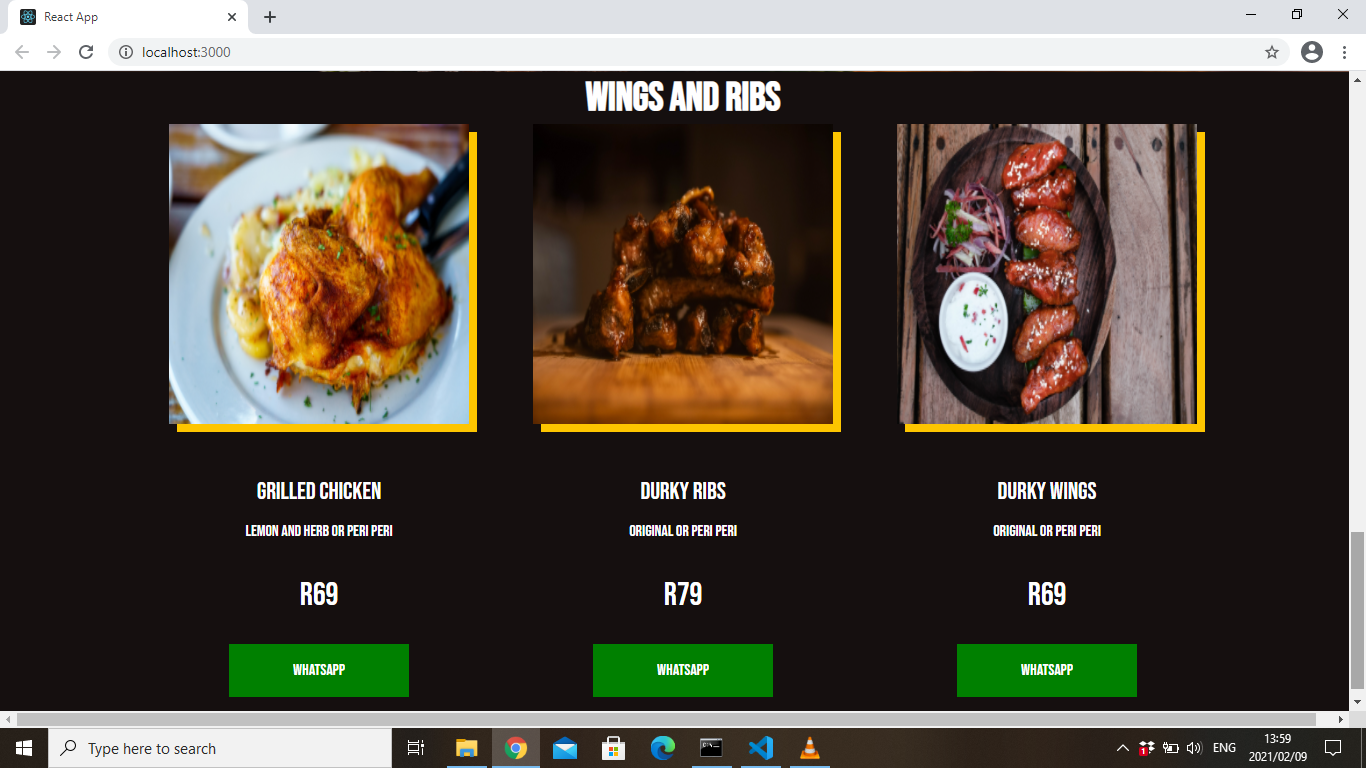 React App
localhost:3000
WINGS AND RIBS
GRILLED CHICKEN
LEMON AND HERB OR PERI PERI
R69
WHATSAPP
DURKY RIBS
ORIGINAL OR PERI PERI
R79
WHATSAPP
DURKY WINGS
ORIGINAL OR PERI PERI
R69
WHATSAPP
Type here to search
1
ENG
13:59
2021/02/09